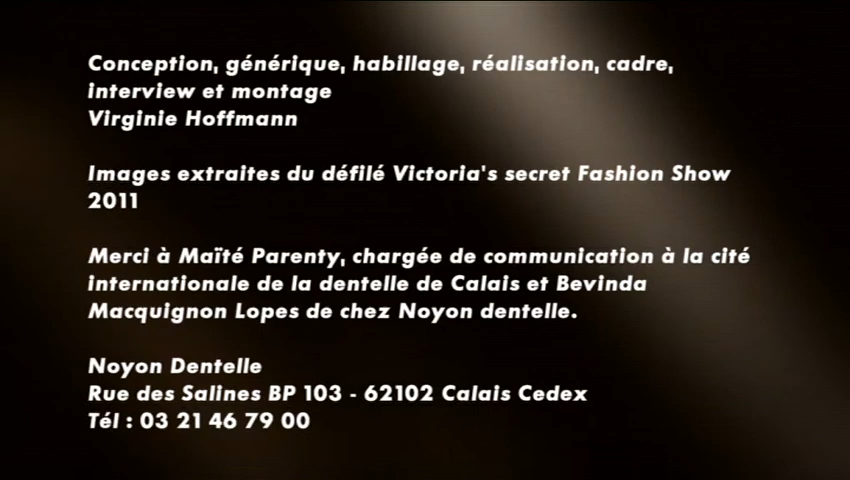 Conception, générique, habillage, réalisation, cadre,
interview et montage
Virginie Hoffmann
Images extraites du défilé Victoria's secret Fashion Show
2011
Merci à Maïté Parenty, chargée de communication à la cité
internationale de la dentelle de Calais et Bevinda
Macquignon Lopes de chez Noyon dentelle.
Noyon Dentelle
Rue des Salines BP 103 - 62102 Calais Cedex
Tél : 03 21 46 79 00